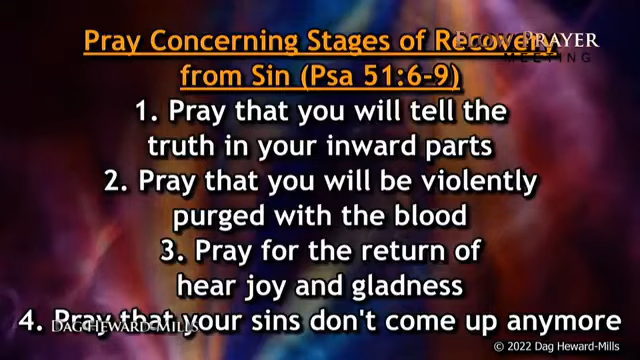 Pray Concerning Stages of Recovery
from Sin (Psa 51:6-9)
PRAYER
MEETING
1. Pray that you will tell the
truth in your inward parts
2. Pray that you will be violently
purged with the blood
3. Pray for the return of
hear joy and gladness
4. Pray that your sins don't come up anymore
DAG HEWARD-MILLS
© 2022 Dag Heward-Mills